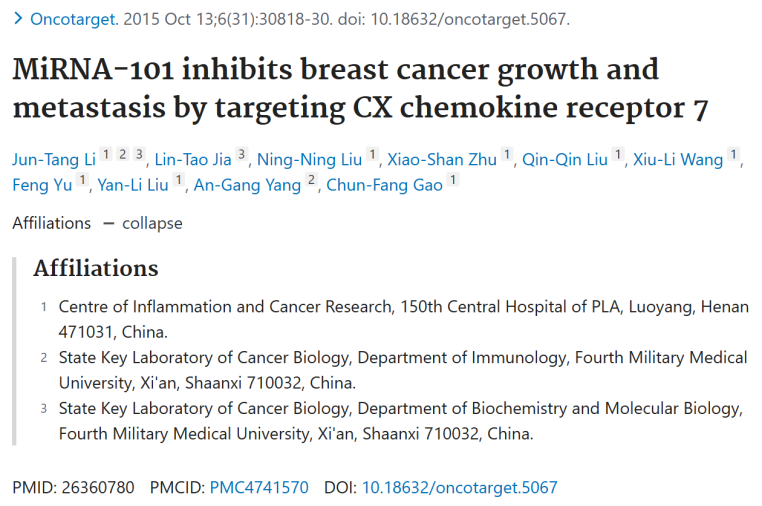 Oncotarget. 2015 Oct 13;6(31):30818-30. doi: 10.18632/oncotarget.5067.
MiRNA-101 inhibits breast cancer growth and
metastasis by targeting CX chemokine receptor 7
Jun-Tang Li 1 2 3, Lin-Tao Jia 3, Ning-Ning Liu 1, Xiao-Shan Zhu 1, Qin-Qin Liu 1, Xiu-Li Wang 1,
Feng Yu 1, Yan-Li Liu 1, An-Gang Yang 2, Chun-Fang Gao 1
Affiliations — collapse
Affiliations
1 Centre of Inflammation and Cancer Research, 150th Central Hospital of PLA, Luoyang, Henan
471031, China.
2 State Key Laboratory of Cancer Biology, Department of Immunology, Fourth Military Medical
University, Xi'an, Shaanxi 710032, China.
3 State Key Laboratory of Cancer Biology, Department of Biochemistry and Molecular Biology,
Fourth Military Medical University, Xi'an, Shaanxi 710032, China.
PMID: 26360780 PMCID: PMC4741570 DOI: 10.18632/oncotarget.5067